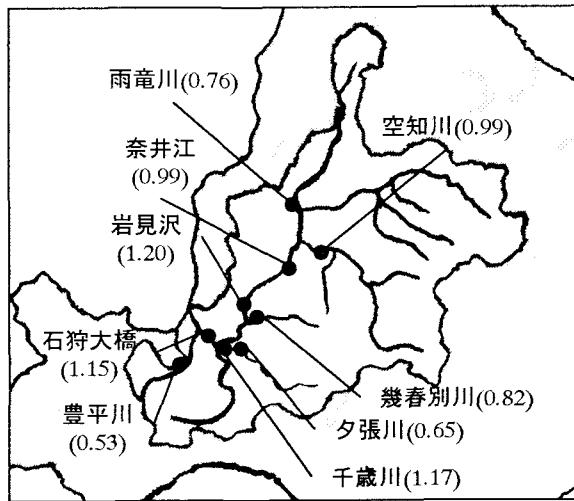 雨竜川(0.76)
空知川(0.99)
奈井江
(0.99)
岩見沢
(1.20)
石狩大橋
(1.15)
幾春別川(0.82)
豊平川
(0.53)
夕張川(0.65)
千歳川(1.17)